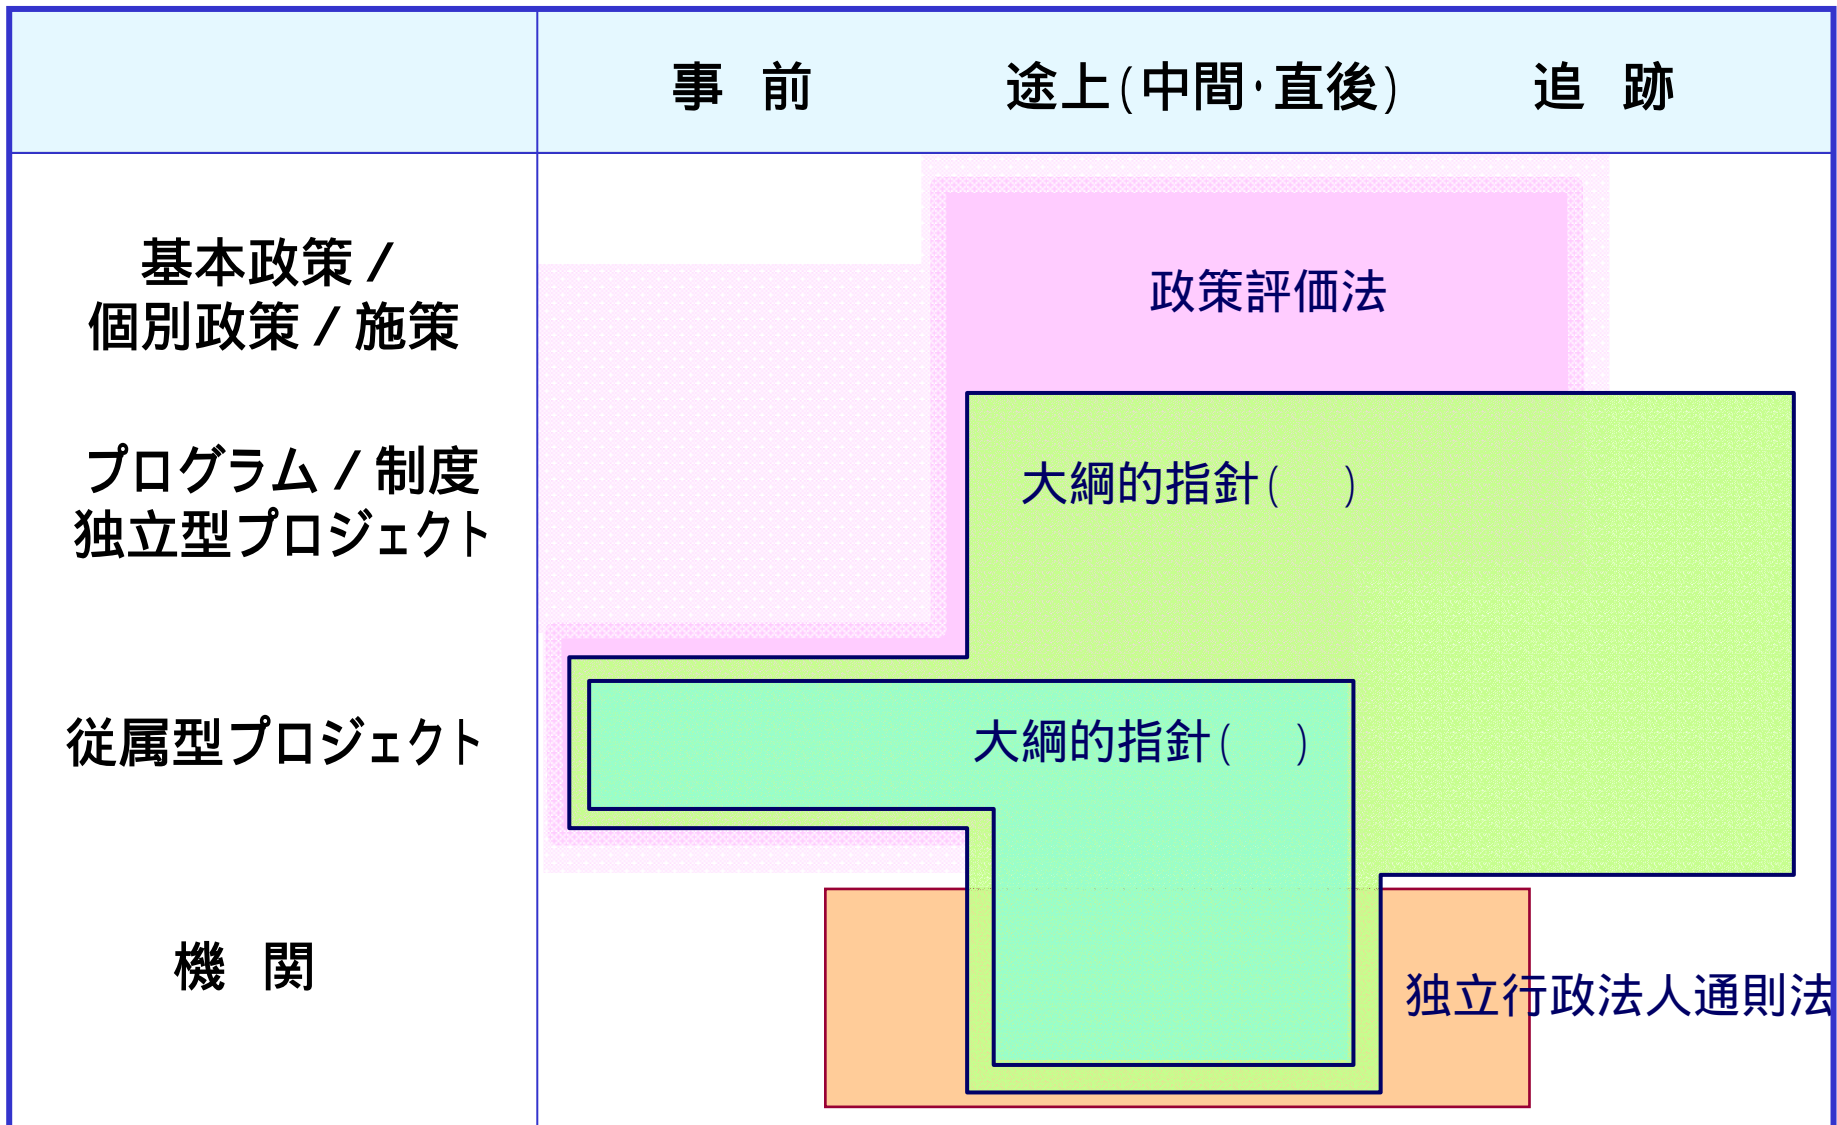 事 前 途上(中間・直後) 追 跡
基本政策/
個別政策/施策
政策評価法
プログラム/制度
独立型プロジェクト
大綱的指針( )
従属型プロジェクト
大綱的指針( )
機 関
独立行政法人通則法